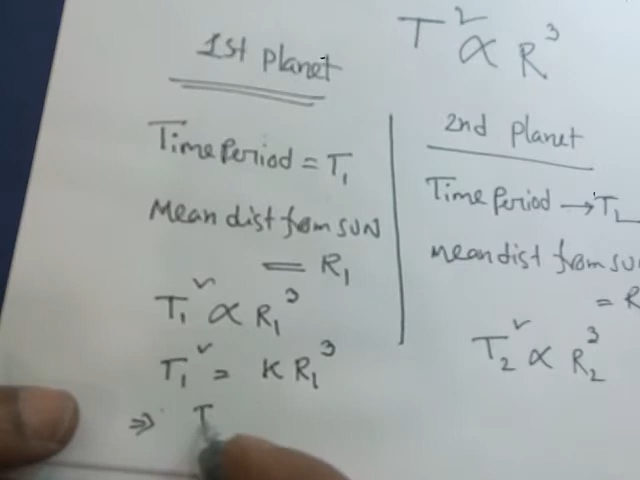 T² ∝ R³
1st Planet
Time Period = T₁
Mean dist from SUN
= R₁
T₁² ∝ R₁³
T₁² = K R₁³
⇒ T
2nd Planet
Time Period → T₂
mean dist from SU
= R
T₂² ∝ R₂³